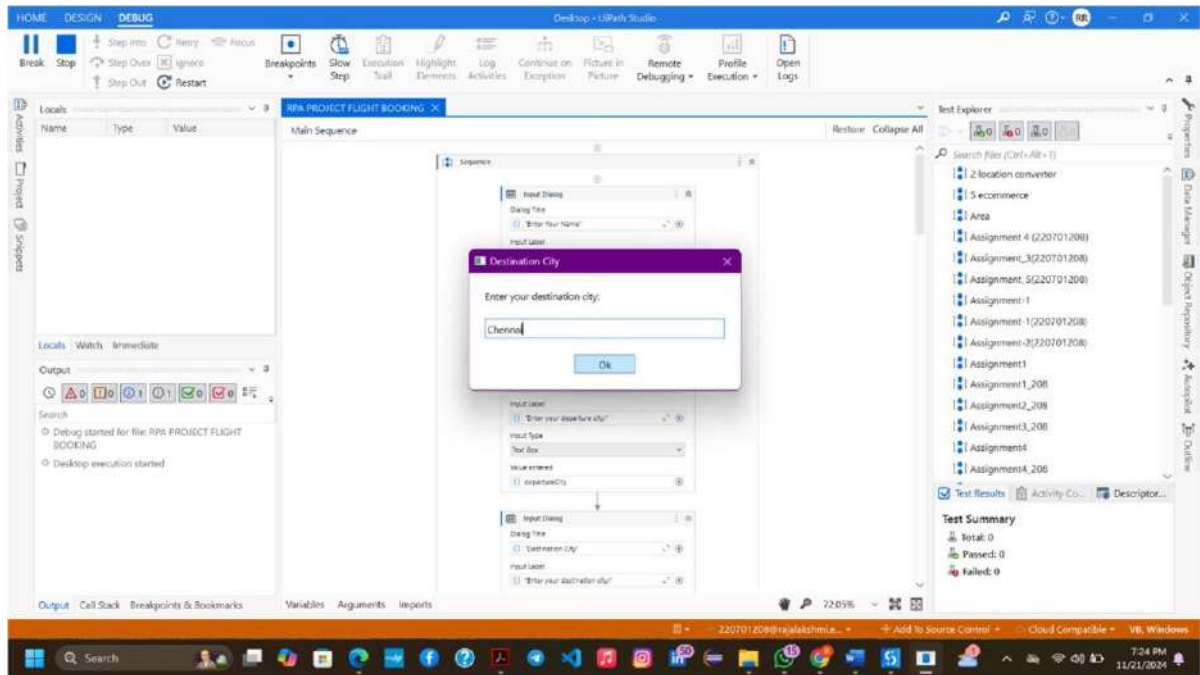 HOME DESIGN DEBUG Desktop - UiPath Studio RR
Break Stop
Step Into Retry Focus
Step Over Ignore
Step Out Restart
Breakpoints
Slow Step
Execution Trail
Highlight Elements
Log Activities
Continue on Exception
Picture in Picture
Remote Debugging
Profile Execution
Open Logs
Activities
Project
Snippets
Locals
Name Type Value
Locals Watch Immediate
Output
0 0 1 1 0 0
Search
Debug started for file: RPA PROJECT FLIGHT
BOOKING
Desktop execution started
Output Call Stack Breakpoints & Bookmarks
RPA PROJECT FLIGHT BOOKING
Main Sequence Restore Collapse All
Sequence
Input Dialog
Dialog Title
"Enter Your Name"
Input Label
Destination City
Enter your destination city:
Chennai
Ok
Input Label
"Enter your departure city:"
Input Type
Text Box
Value entered
departureCity
Input Dialog
Dialog Title
"Destination City"
Input Label
"Enter your destination city:"
Variables Arguments Imports 72.05%
Test Explorer
0 0 0
Search files (Ctrl+Alt+T)
2 location converter
5 ecommerce
Area
Assignment 4 (220701208)
Assignment_3(220701208)
Assignment_5(220701208)
Assignment-1
Assignment-1(220701208)
Assignment-2(220701208)
Assignment1
Assignment1_208
Assignment2_208
Assignment3_208
Assignment4
Assignment4_208
Test Results Activity Co... Descriptor...
Test Summary
Total: 0
Passed: 0
Failed: 0
Properties
Data Manager
Object Repository
Autopilot
Outline
220701208@rajalakshmi.e... Add To Source Control Cloud Compatible VB, Windows
Search
7:24 PM
11/21/2024